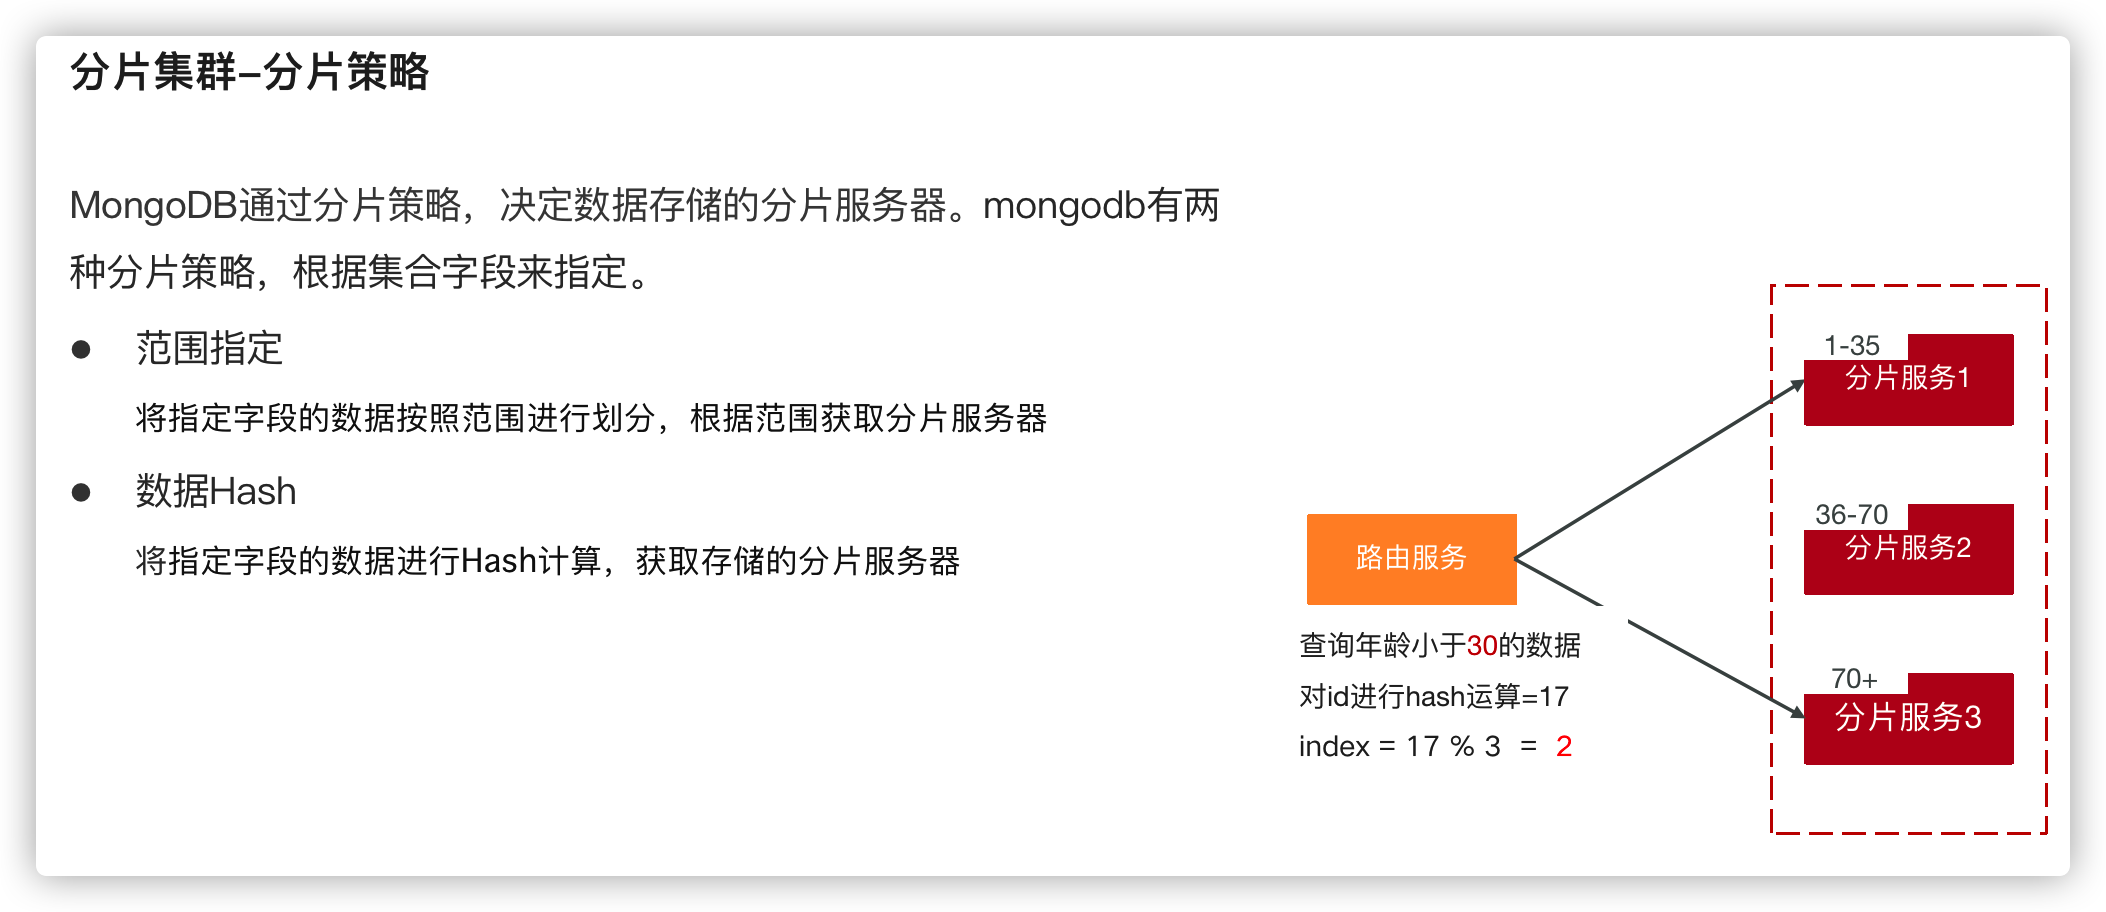 分片集群-分片策略
MongoDB通过分片策略，决定数据存储的分片服务器。mongodb有两
种分片策略，根据集合字段来指定。
● 范围指定
将指定字段的数据按照范围进行划分，根据范围获取分片服务器
● 数据Hash
将指定字段的数据进行Hash计算，获取存储的分片服务器
路由服务
查询年龄小于30的数据
对id进行hash运算=17
index = 17 % 3 = 2
1-35
分片服务1
36-70
分片服务2
70+
分片服务3